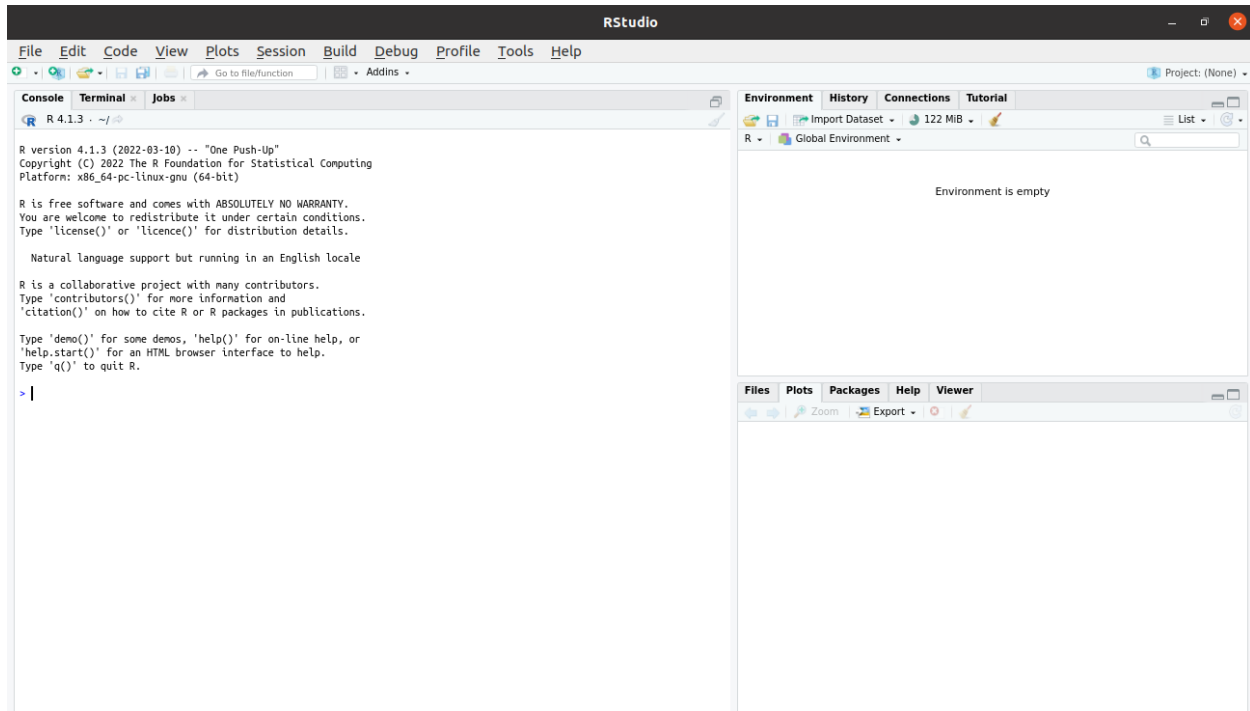 RStudio
File Edit Code View Plots Session Build Debug Profile Tools Help
Go to file/function Addins Project: (None)
Console Terminal Jobs
R 4.1.3 · ~/
R version 4.1.3 (2022-03-10) -- "One Push-Up"
Copyright (C) 2022 The R Foundation for Statistical Computing
Platform: x86_64-pc-linux-gnu (64-bit)
R is free software and comes with ABSOLUTELY NO WARRANTY.
You are welcome to redistribute it under certain conditions.
Type 'license()' or 'licence()' for distribution details.
Natural language support but running in an English locale
R is a collaborative project with many contributors.
Type 'contributors()' for more information and
'citation()' on how to cite R or R packages in publications.
Type 'demo()' for some demos, 'help()' for on-line help, or
'help.start()' for an HTML browser interface to help.
Type 'q()' to quit R.
>
Environment History Connections Tutorial
Import Dataset 122 MiB List
R Global Environment
Environment is empty
Files Plots Packages Help Viewer
Zoom Export